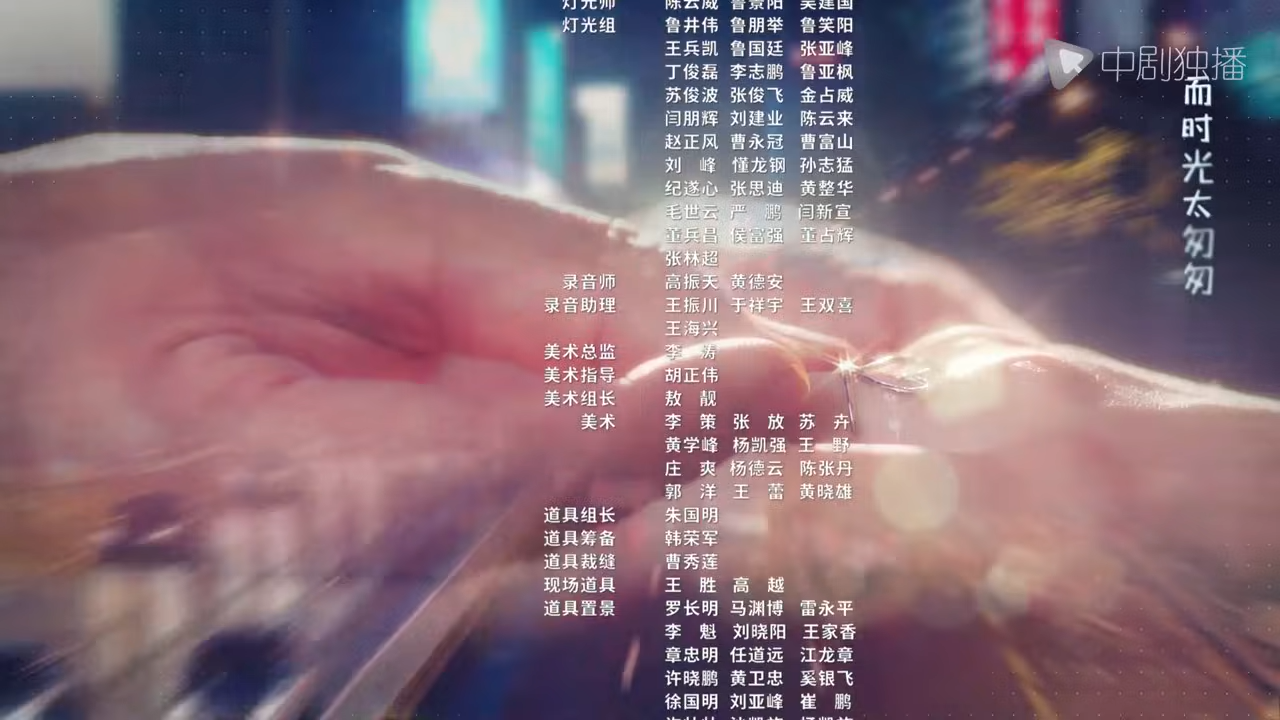 灯光师 陈云威 鲁景阳 吴建国
灯光组 鲁井伟 鲁朋举 鲁笑阳
王兵凯 鲁国廷 张亚峰
丁俊磊 李志鹏 鲁亚枫
苏俊波 张俊飞 金占威
闫朋辉 刘建业 陈云来
赵正风 曹永冠 曹富山
刘 峰 懂龙钢 孙志猛
纪遂心 张思迪 黄整华
毛世云 严 鹏 闫新宣
董兵吕 侯富强 董占辉
张林超
录音师 高振天 黄德安
录音助理 王振川 于祥宇 王双喜
王海兴
美术总监 李 涛
美术指导 胡正伟
美术组长 敖 靓
美术 李 策 张 放 苏 卉
黄学峰 杨凯强 王 野
庄 爽 杨德云 陈张丹
郭 洋 王 蕾 黄晓雄
道具组长 朱国明
道具筹备 韩荣军
道具裁缝 曹秀莲
现场道具 王 胜 高 越
道具置景 罗长明 马渊博 雷永平
李 魁 刘晓阳 王家香
章忠明 任道远 江龙章
许晓鹏 黄卫忠 奚银飞
徐国明 刘亚峰 崔 鹏
中剧独播
而时光太匆匆